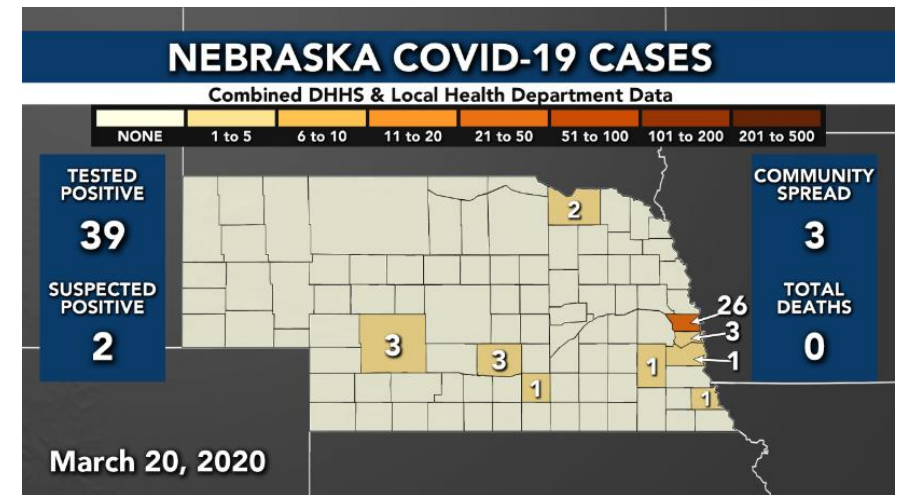 NEBRASKA COVID-19 CASES
Combined DHHS & Local Health Department Data
NONE 1 to 5 6 to 10 11 to 20 21 to 50 51 to 100 101 to 200 201 to 500
TESTED
POSITIVE
39
SUSPECTED
POSITIVE
2
COMMUNITY
SPREAD
3
TOTAL
DEATHS
0
2
26
3
1
3
3
1
1
1
March 20, 2020